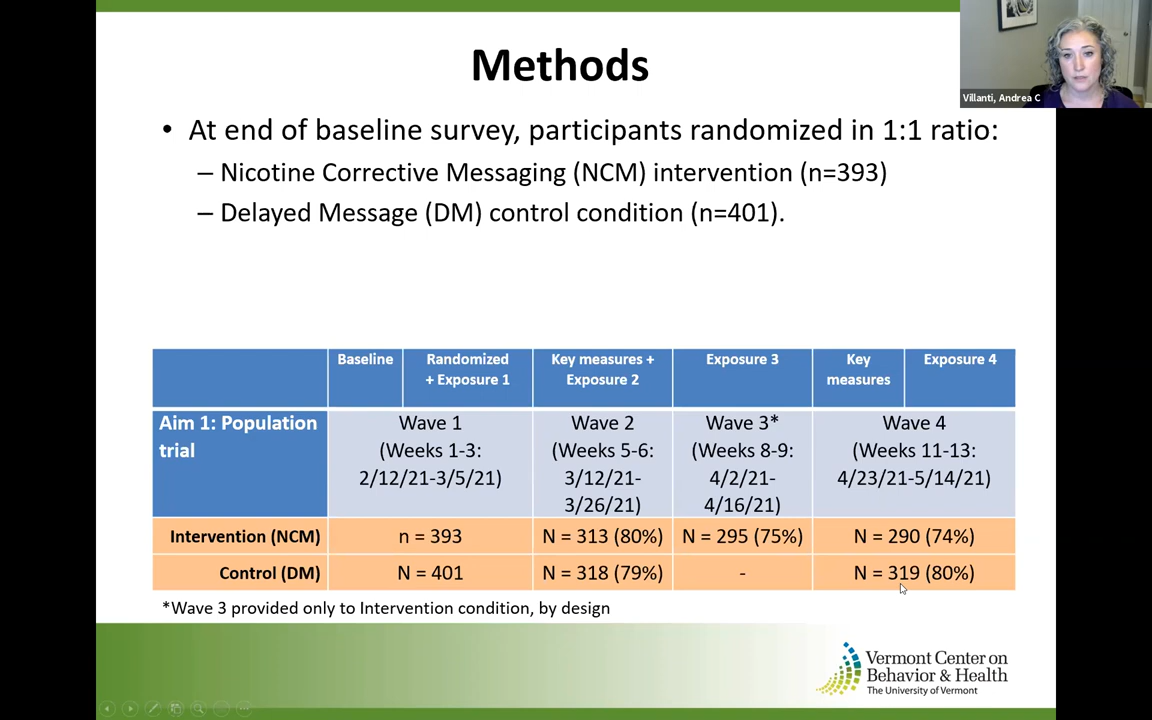 Methods
Villanti, Andrea C
• At end of baseline survey, participants randomized in 1:1 ratio:
– Nicotine Corrective Messaging (NCM) intervention (n=393)
– Delayed Message (DM) control condition (n=401).
Baseline
Randomized
+ Exposure 1
Key measures +
Exposure 2
Exposure 3
Key
measures
Exposure 4
Aim 1: Population
trial
Wave 1
(Weeks 1-3:
2/12/21-3/5/21)
Wave 2
(Weeks 5-6:
3/12/21-
3/26/21)
Wave 3*
(Weeks 8-9:
4/2/21-
4/16/21)
Wave 4
(Weeks 11-13:
4/23/21-5/14/21)
Intervention (NCM) n = 393 N = 313 (80%) N = 295 (75%) N = 290 (74%)
Control (DM) N = 401 N = 318 (79%) - N = 319 (80%)
*Wave 3 provided only to Intervention condition, by design
Vermont Center on
Behavior & Health
The University of Vermont